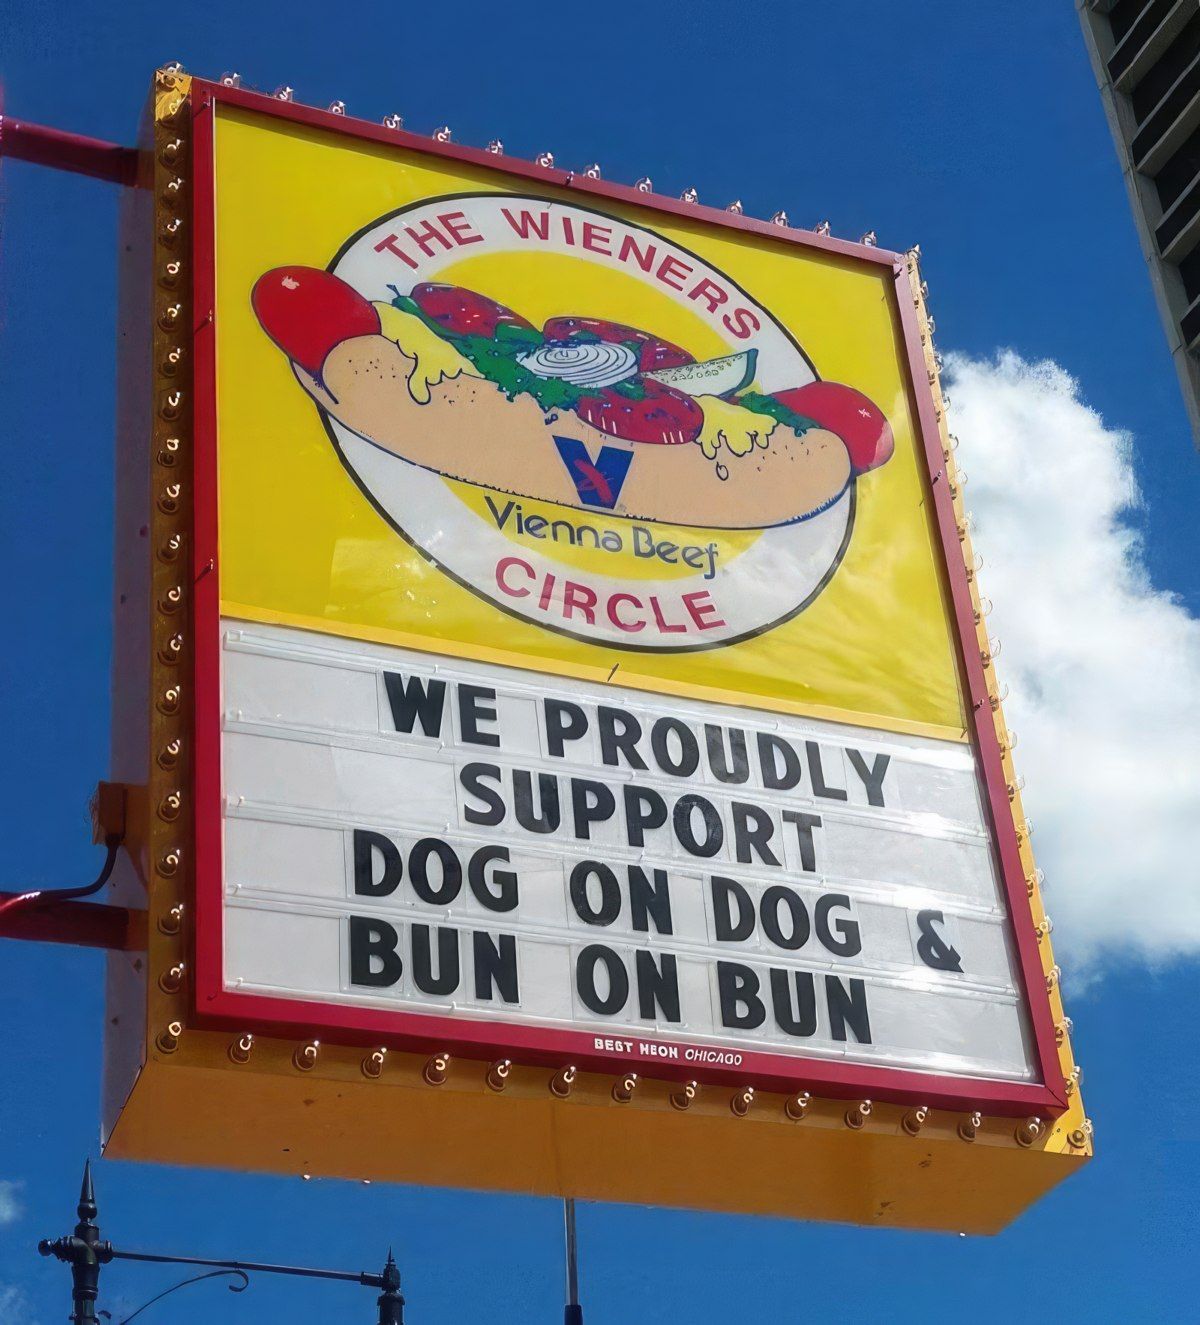 THE WIENERS
V
Vienna Beef
CIRCLE
WE PROUDLY
SUPPORT
DOG ON DOG &
BUN ON BUN
BEST NEON CHICAGO